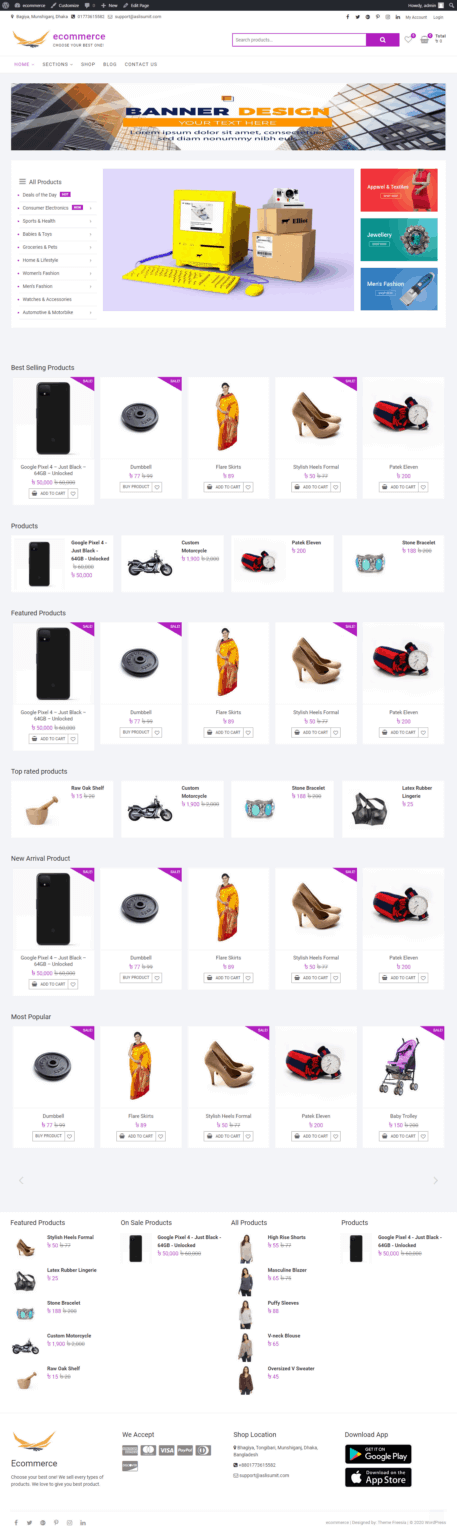 ecommerce Customize 0 New Edit Page Howdy, admin
Bagiya, Munshiganj, Dhaka 01773615582 support@aslisumit.com My Account Login
ecommerce
CHOOSE YOUR BEST ONE!
Search products...
Total
৳ 0
HOME SECTIONS SHOP BLOG CONTACT US
BANNER DESIGN
YOUR TEXT HERE
Lorem ipsum dolor sit amet, consectetuer
sed diam nonummy nibh
All Products
Deals of the Day HOT
Consumer Electronics NEW
Sports & Health
Babies & Toys
Groceries & Pets
Home & Lifestyle
Women's Fashion
Men's Fashion
Watches & Accessories
Automotive & Motorbike
Elliot
Apparel & Textiles
Jewellery
Men's Fashion
Best Selling Products
SALE! SALE! SALE!
Google Pixel 4 – Just Black –
64GB – Unlocked
৳ 50,000 ৳ 60,000
ADD TO CART
Dumbbell
৳ 77 ৳ 99
BUY PRODUCT
Flare Skirts
৳ 89
ADD TO CART
Stylish Heels Formal
৳ 50 ৳ 77
ADD TO CART
Patek Eleven
৳ 200
ADD TO CART
Products
Google Pixel 4 -
Just Black -
64GB - Unlocked
৳ 60,000
৳ 50,000
Custom
Motorcycle
৳ 1,900 ৳ 2,000
Patek Eleven
৳ 200
Stone Bracelet
৳ 188 ৳ 200
Featured Products
SALE! SALE! SALE!
Google Pixel 4 – Just Black –
64GB – Unlocked
৳ 50,000 ৳ 60,000
ADD TO CART
Dumbbell
৳ 77 ৳ 99
BUY PRODUCT
Flare Skirts
৳ 89
ADD TO CART
Stylish Heels Formal
৳ 50 ৳ 77
ADD TO CART
Patek Eleven
৳ 200
ADD TO CART
Top rated products
Raw Oak Shelf
৳ 15 ৳ 20
Custom
Motorcycle
৳ 1,900 ৳ 2,000
Stone Bracelet
৳ 188 ৳ 200
Latex Rubber
Lingerie
৳ 25
New Arrival Product
SALE! SALE! SALE!
Google Pixel 4 – Just Black –
64GB – Unlocked
৳ 50,000 ৳ 60,000
ADD TO CART
Dumbbell
৳ 77 ৳ 99
BUY PRODUCT
Flare Skirts
৳ 89
ADD TO CART
Stylish Heels Formal
৳ 50 ৳ 77
ADD TO CART
Patek Eleven
৳ 200
ADD TO CART
Most Popular
SALE! SALE! SALE!
Dumbbell
৳ 77 ৳ 99
BUY PRODUCT
Flare Skirts
৳ 89
ADD TO CART
Stylish Heels Formal
৳ 50 ৳ 77
ADD TO CART
Patek Eleven
৳ 200
ADD TO CART
Baby Trolley
৳ 150 ৳ 200
ADD TO CART
Featured Products
Stylish Heels Formal
৳ 50 ৳ 77
Latex Rubber Lingerie
৳ 25
Stone Bracelet
৳ 188 ৳ 200
Custom Motorcycle
৳ 1,900 ৳ 2,000
Raw Oak Shelf
৳ 15 ৳ 20
On Sale Products
Google Pixel 4 - Just Black -
64GB - Unlocked
৳ 50,000 ৳ 60,000
All Products
High Rise Shorts
৳ 55 ৳ 77
Masculine Blazer
৳ 65 ৳ 75
Puffy Sleeves
৳ 88
V-neck Blouse
৳ 65
Oversized V Sweater
৳ 45
Products
Google Pixel 4 - Just Black -
64GB - Unlocked
৳ 50,000 ৳ 60,000
Ecommerce
Choose your best one! We sell every types of
products. We love to give you best product.
We Accept
VISA PayPal
Shop Location
Bhagiya, Tongibari, Munshiganj, Dhaka,
Bangladesh
+8801773615582
support@aslisumit.com
Download App
GET IT ON
Google Play
Download on the
App Store
ecommerce | Designed by: Theme Freesia | © 2020 WordPress